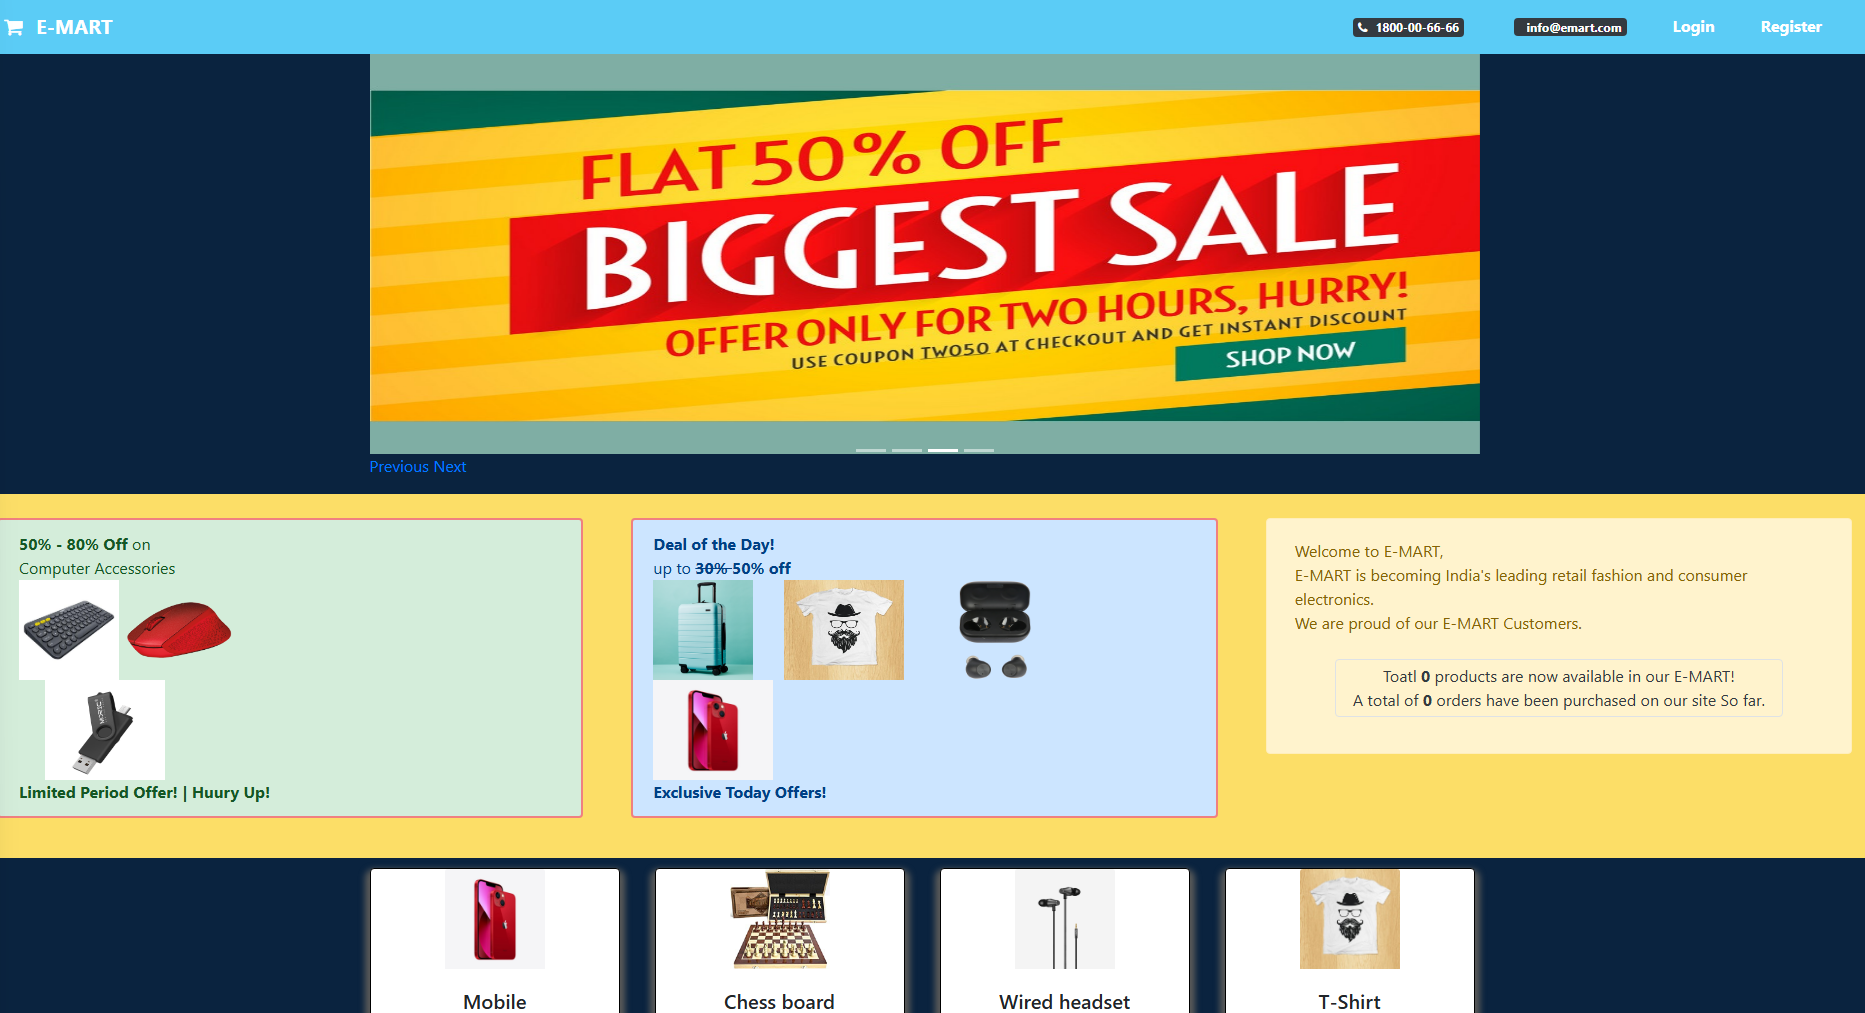 E-MART
1800-00-66-66
info@emart.com
Login
Register
FLAT 50% OFF
BIGGEST SALE
OFFER ONLY FOR TWO HOURS, HURRY!
USE COUPON TWO50 AT CHECKOUT AND GET INSTANT DISCOUNT
SHOP NOW
Previous Next
50% - 80% Off on
Computer Accessories
Limited Period Offer! | Huury Up!
Deal of the Day!
up to 30% 50% off
Exclusive Today Offers!
Welcome to E-MART,
E-MART is becoming India's leading retail fashion and consumer
electronics.
We are proud of our E-MART Customers.
Toatl 0 products are now available in our E-MART!
A total of 0 orders have been purchased on our site So far.
Mobile
Chess board
Wired headset
T-Shirt